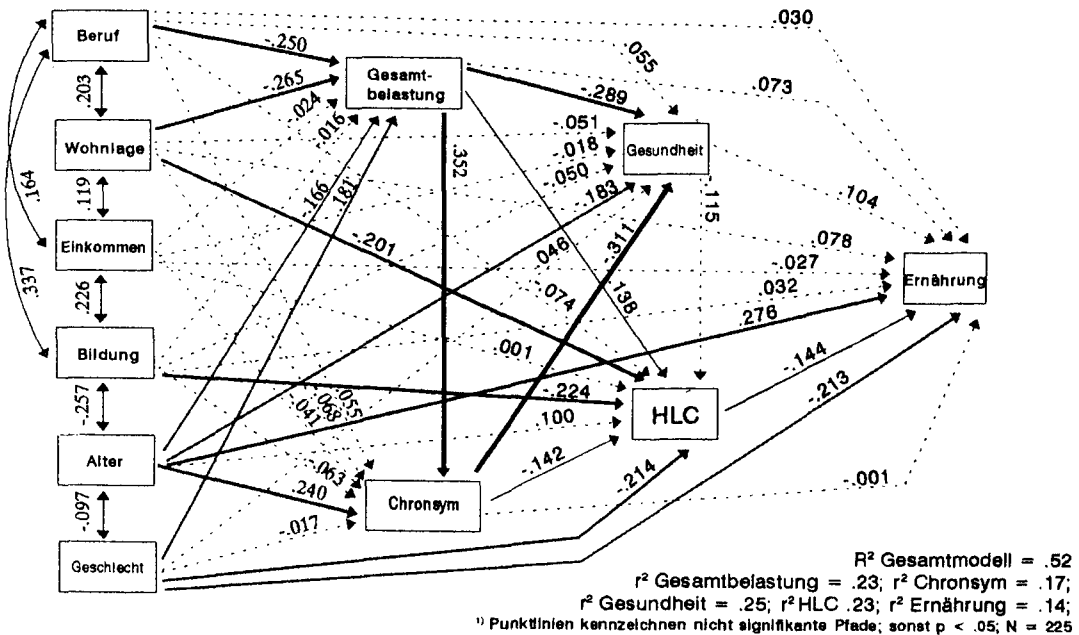 Beruf
.030
-.250
.055
Gesamt-
belastung
.203
-.265
-.289
.073
-.024
-.016
-.051
Wohnlage
-.018
Gesundheit
.352
-.050
.164
.119
-.166
.181
-.183
-.115
.104
-.201
Einkommen
.046
-.311
.078
-.027
Ernährung
.337
.226
-.074
.138
.032
.276
Bildung
.001
-.144
-.257
-.224
-.213
.055
-.068
-.041
HLC
.100
Alter
-.063
-.142
.240
-.214
-.001
-.097
Chronsym
-.017
Geschlecht
R² Gesamtmodell = .52
r² Gesamtbelastung = .23; r² Chronsym = .17;
r² Gesundheit = .25; r² HLC .23; r² Ernährung = .14;
¹⁾ Punktlinien kennzeichnen nicht signifikante Pfade; sonst p < .05; N = 225